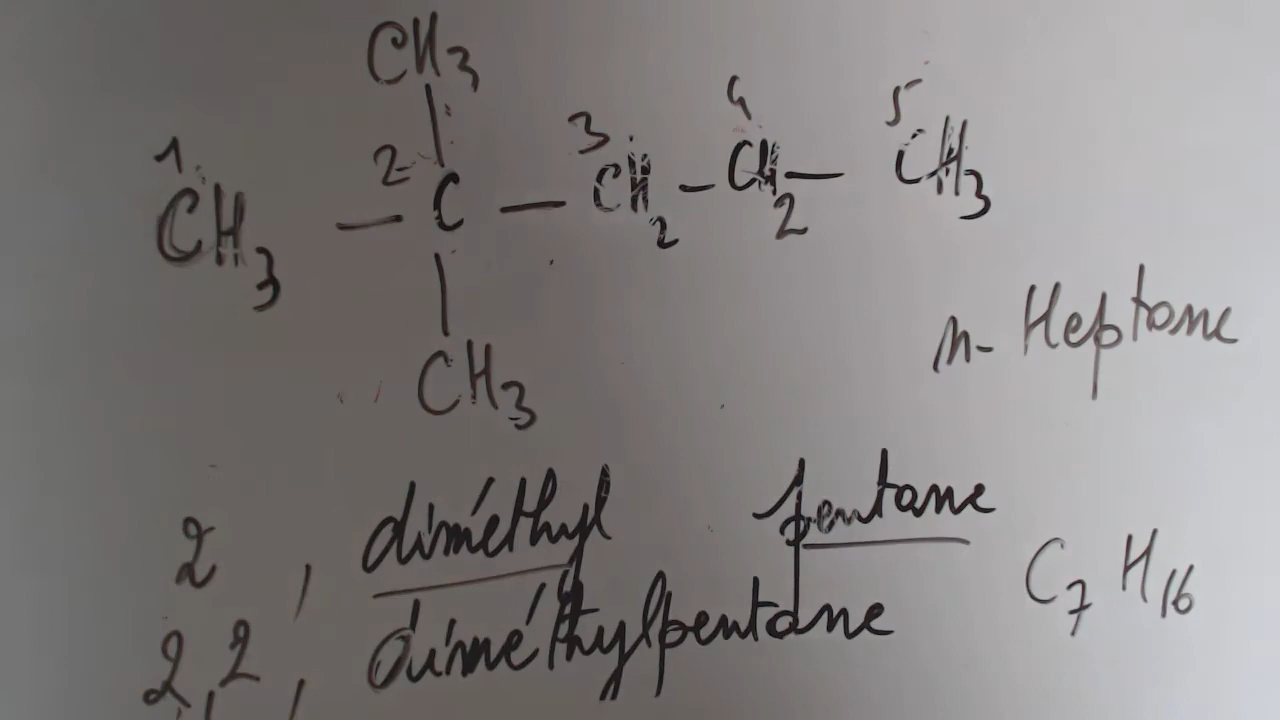 CH3
1 2 3 4 5
CH3 — C — CH2 — CH2 — CH3
CH3
n- Heptane
2 , diméthyl pentane
C7 H16
2,2, diméthylpentane